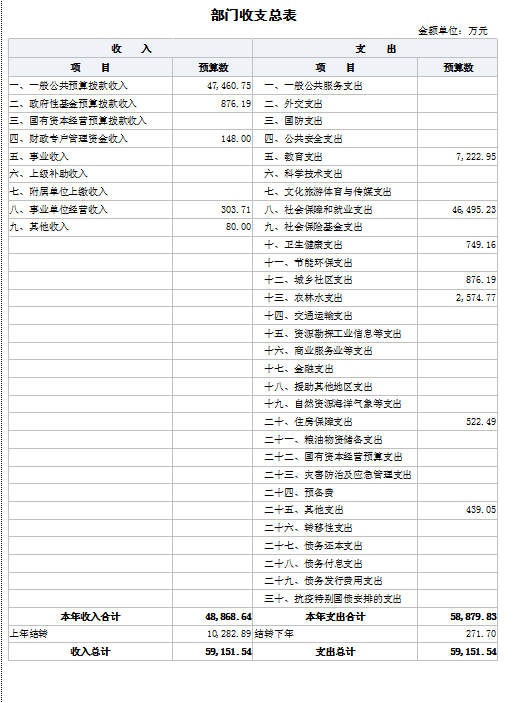 部门收支总表
金额单位：万元
收　　入　支　　出
项　　目　预算数　项　　目　预算数
一、一般公共预算拨款收入　47,460.75　一、一般公共服务支出
二、政府性基金预算拨款收入　876.19　二、外交支出
三、国有资本经营预算拨款收入　三、国防支出
四、财政专户管理资金收入　148.00　四、公共安全支出
五、事业收入　五、教育支出　7,222.95
六、上级补助收入　六、科学技术支出
七、附属单位上缴收入　七、文化旅游体育与传媒支出
八、事业单位经营收入　303.71　八、社会保障和就业支出　46,495.23
九、其他收入　80.00　九、社会保险基金支出
十、卫生健康支出　749.16
十一、节能环保支出
十二、城乡社区支出　876.19
十三、农林水支出　2,574.77
十四、交通运输支出
十五、资源勘探工业信息等支出
十六、商业服务业等支出
十七、金融支出
十八、援助其他地区支出
十九、自然资源海洋气象等支出
二十、住房保障支出　522.49
二十一、粮油物资储备支出
二十二、国有资本经营预算支出
二十三、灾害防治及应急管理支出
二十四、预备费
二十五、其他支出　439.05
二十六、转移性支出
二十七、债务还本支出
二十八、债务付息支出
二十九、债务发行费用支出
三十、抗疫特别国债安排的支出
本年收入合计　48,868.64　本年支出合计　58,879.83
上年结转　10,282.89　结转下年　271.70
收入总计　59,151.54　支出总计　59,151.54